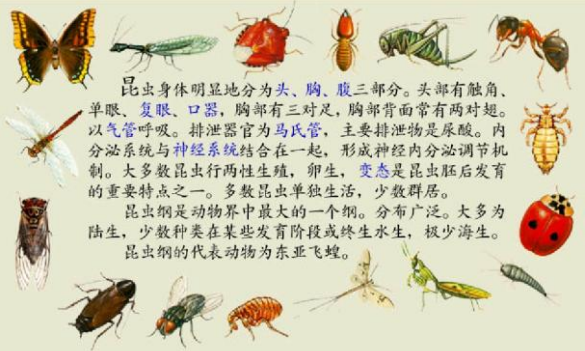 昆虫身体明显地分为头、胸、腹三部分。头部有触角、
单眼、复眼、口器，胸部有三对足，胸部背面常有两对翅。
以气管呼吸。排泄器官为马氏管，主要排泄物是尿酸。内
分泌系统与神经系统结合在一起，形成神经内分泌调节机
制。大多数昆虫行两性生殖，卵生，变态是昆虫胚后发育
的重要特点之一。多数昆虫单独生活，少数群居。
昆虫纲是动物界中最大的一个纲。分布广泛。大多为
陆生，少数种类在某些发育阶段或终生水生，极少海生。
昆虫纲的代表动物为东亚飞蝗。